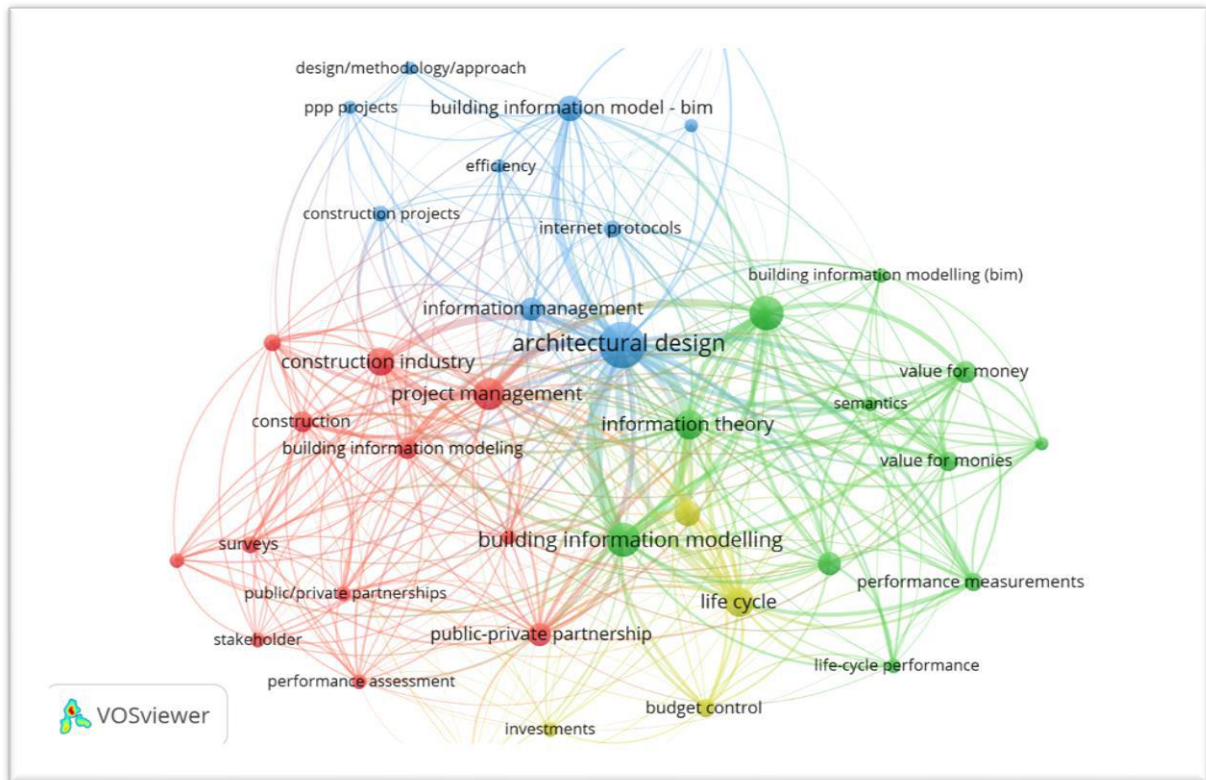 design/methodology/approach
ppp projects
building information model - bim
efficiency
construction projects
internet protocols
building information modelling (bim)
information management
architectural design
construction industry
value for money
project management
semantics
construction
information theory
building information modeling
value for monies
building information modelling
surveys
performance measurements
public/private partnerships
life cycle
stakeholder
public-private partnership
life-cycle performance
performance assessment
budget control
investments
VOSviewer